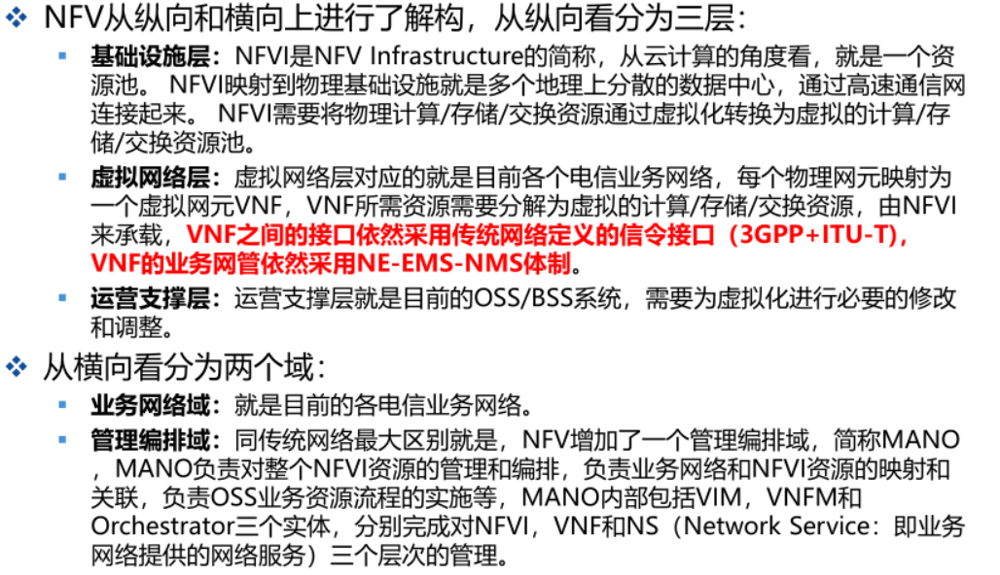 NFV从纵向和横向上进行了解构，从纵向看分为三层：
基础设施层：NFVI是NFV Infrastructure的简称，从云计算的角度看，就是一个资
源池。 NFVI映射到物理基础设施就是多个地理上分散的数据中心，通过高速通信网
连接起来。 NFVI需要将物理计算/存储/交换资源通过虚拟化转换为虚拟的计算/存
储/交换资源池。
虚拟网络层：虚拟网络层对应的就是目前各个电信业务网络，每个物理网元映射为
一个虚拟网元VNF，VNF所需资源需要分解为虚拟的计算/存储/交换资源，由NFVI
来承载，VNF之间的接口依然采用传统网络定义的信令接口（3GPP+ITU-T)，
VNF的业务网管依然采用NE-EMS-NMS体制。
运营支撑层：运营支撑层就是目前的OSS/BSS系统，需要为虚拟化进行必要的修改
和调整。
从横向看分为两个域：
业务网络域：就是目前的各电信业务网络。
管理编排域：同传统网络最大区别就是，NFV增加了一个管理编排域，简称MANO
，MANO负责对整个NFVI资源的管理和编排，负责业务网络和NFVI资源的映射和
关联，负责OSS业务资源流程的实施等，MANO内部包括VIM，VNFM和
Orchestrator三个实体，分别完成对NFVI，VNF和NS（Network Service：即业务
网络提供的网络服务）三个层次的管理。